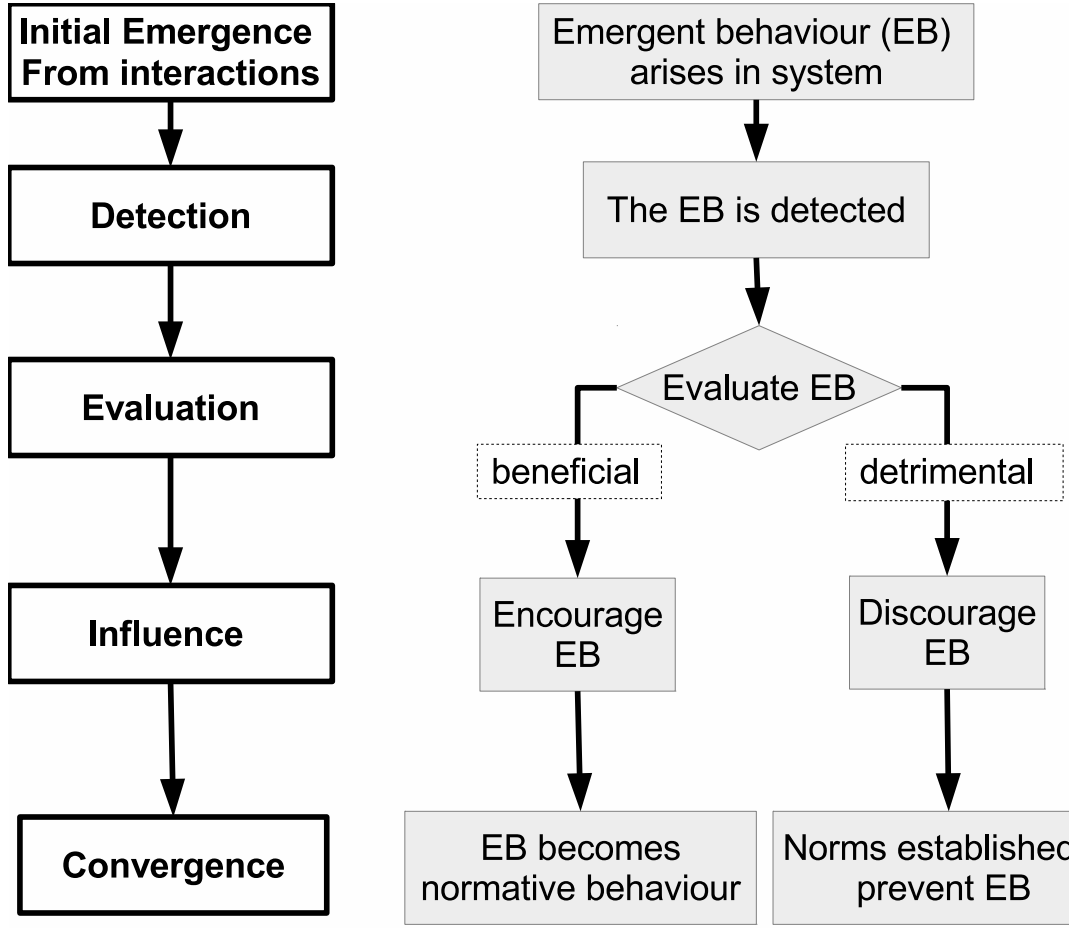 Initial Emergence
From interactions
Detection
Evaluation
Influence
Convergence
Emergent behaviour (EB)
arises in system
The EB is detected
Evaluate EB
beneficial
detrimental
Encourage
EB
Discourage
EB
EB becomes
normative behaviour
Norms established
prevent EB